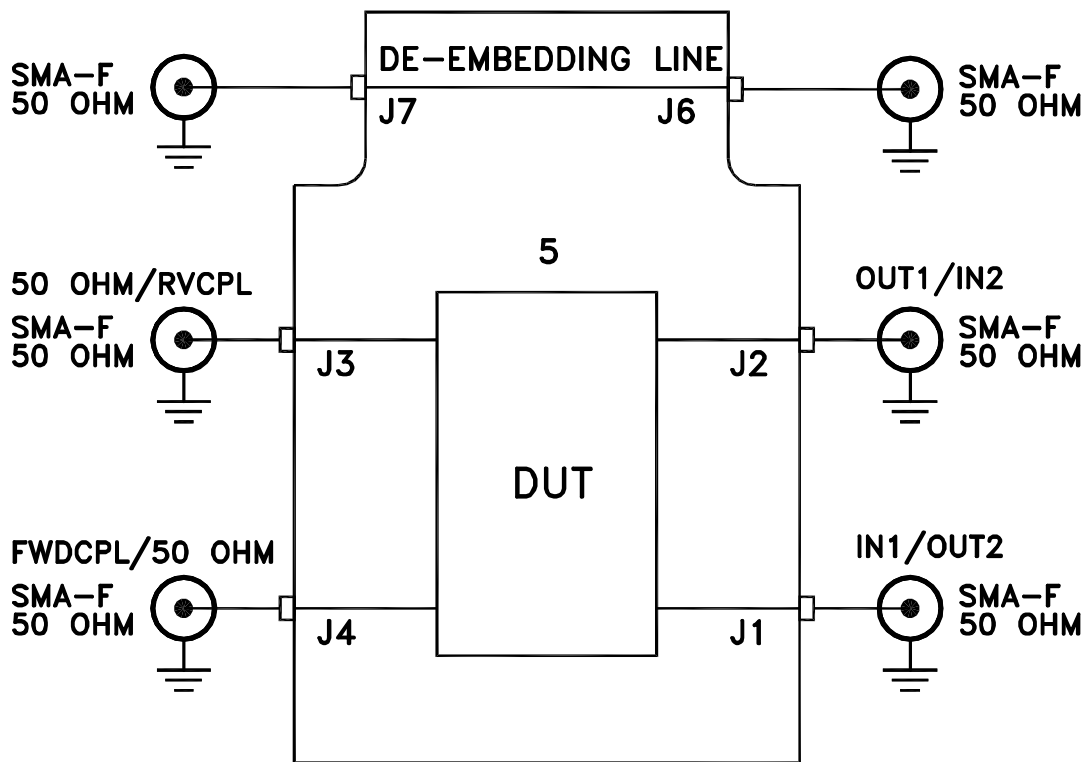 DE-EMBEDDING LINE
SMA-F
50 OHM
J7
J6
SMA-F
50 OHM
5
50 OHM/RVCPL
SMA-F
50 OHM
J3
OUT1/IN2
J2
SMA-F
50 OHM
DUT
FWDCPL/50 OHM
SMA-F
50 OHM
J4
IN1/OUT2
J1
SMA-F
50 OHM